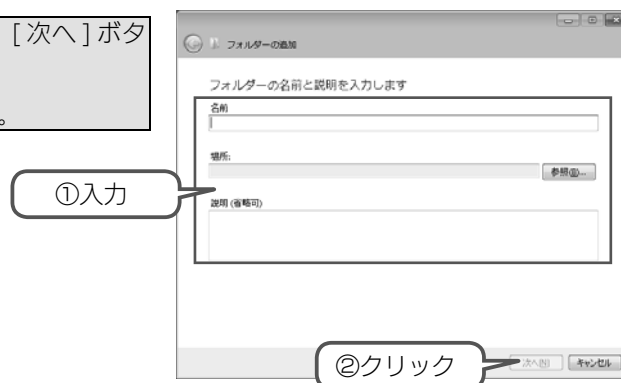 [次へ]ボタ
。
フォルダーの追加
フォルダーの名前と説明を入力します
名前
場所:
参照(B)...
①入力
説明 (省略可)
②クリック
次へ(N)
キャンセル